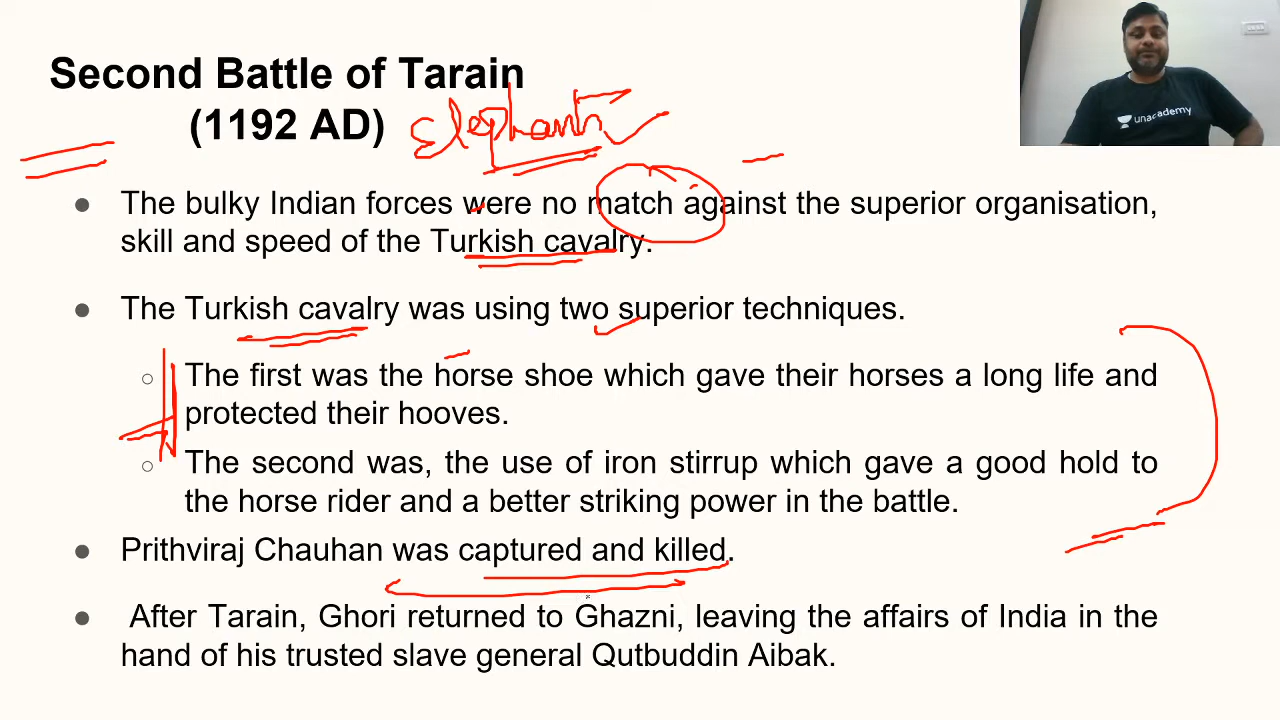 Second Battle of Tarain
(1192 AD)
Elephants
unacademy
● The bulky Indian forces were no match against the superior organisation,
skill and speed of the Turkish cavalry.
● The Turkish cavalry was using two superior techniques.
○ The first was the horse shoe which gave their horses a long life and
protected their hooves.
○ The second was, the use of iron stirrup which gave a good hold to
the horse rider and a better striking power in the battle.
● Prithviraj Chauhan was captured and killed.
● After Tarain, Ghori returned to Ghazni, leaving the affairs of India in the
hand of his trusted slave general Qutbuddin Aibak.